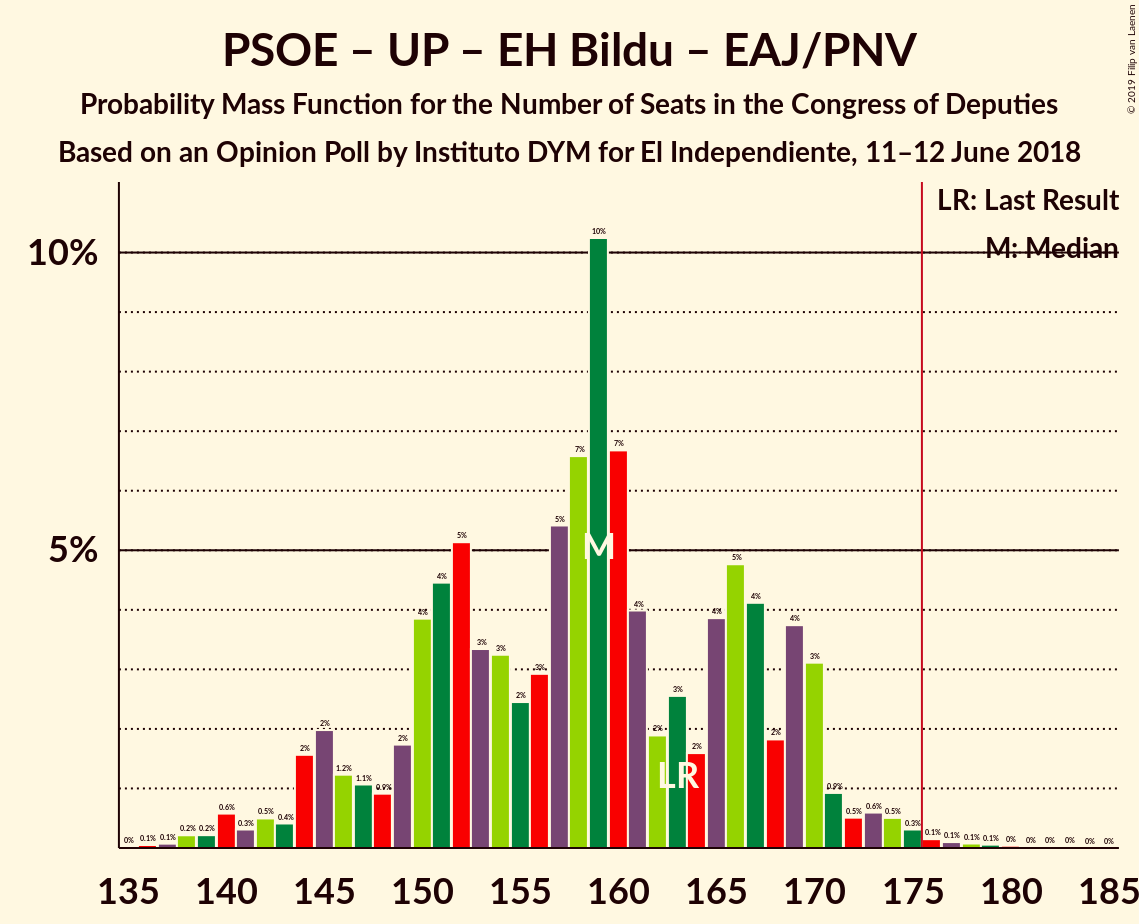 PSOE – UP – EH Bildu – EAJ/PNV
Probability Mass Function for the Number of Seats in the Congress of Deputies
Based on an Opinion Poll by Instituto DYM for El Independiente, 11–12 June 2018
© 2019 Filip van Laenen
LR: Last Result
M: Median
10%
5%
0% 0.1% 0.1% 0.2% 0.2% 0.6% 0.3% 0.5% 0.4% 2% 2% 1.2% 1.1% 0.9% 2% 4% 4% 5% 3% 3% 2% 3% 5% 7% 10% 7% 4% 2% 3% 2% 4% 5% 4% 2% 4% 3% 0.9% 0.5% 0.6% 0.5% 0.3% 0.1% 0.1% 0.1% 0.1% 0% 0% 0% 0% 0% 0%
M
LR
135 140 145 150 155 160 165 170 175 180 185